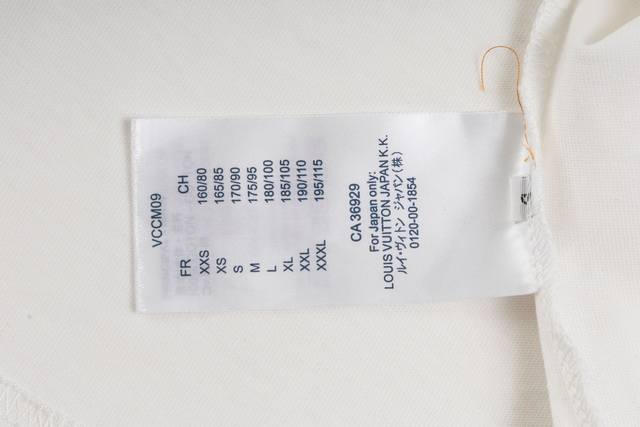 VCCM09
FR CH
XXS 160/80
XS 165/85
S 170/90
M 175/95
L 180/100
XL 185/105
XXL 190/110
XXXL 195/115
CA 36929
For Japan only:
LOUIS VUITTON JAPAN K.K.
ルイ・ヴィトン ジャパン(株)
0120-00-1854